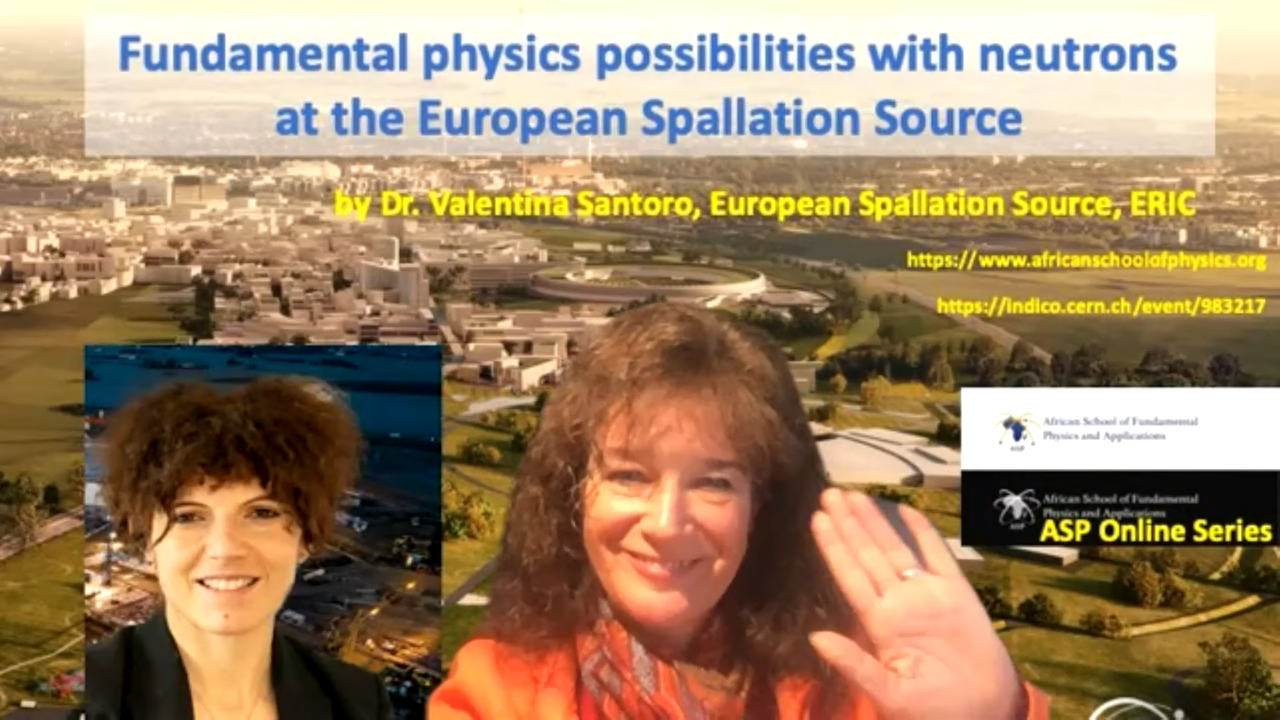 Fundamental physics possibilities with neutrons
at the European Spallation Source
by Dr. Valentina Santoro, European Spallation Source, ERIC
https://www.africanschoolofphysics.org
https://indico.cern.ch/event/983217
African School of Fundamental
Physics and Applications
ASP
African School of Fundamental
Physics and Applications
ASP
ASP Online Series